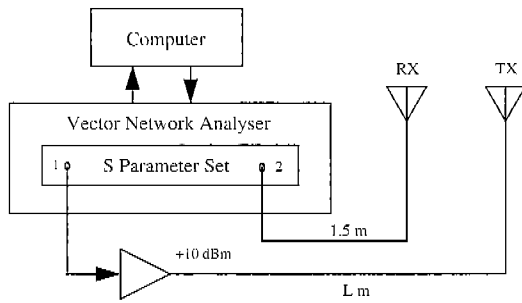 Computer
RX
TX
Vector Network Analyser
1
S Parameter Set
2
1.5 m
+10 dBm
L m